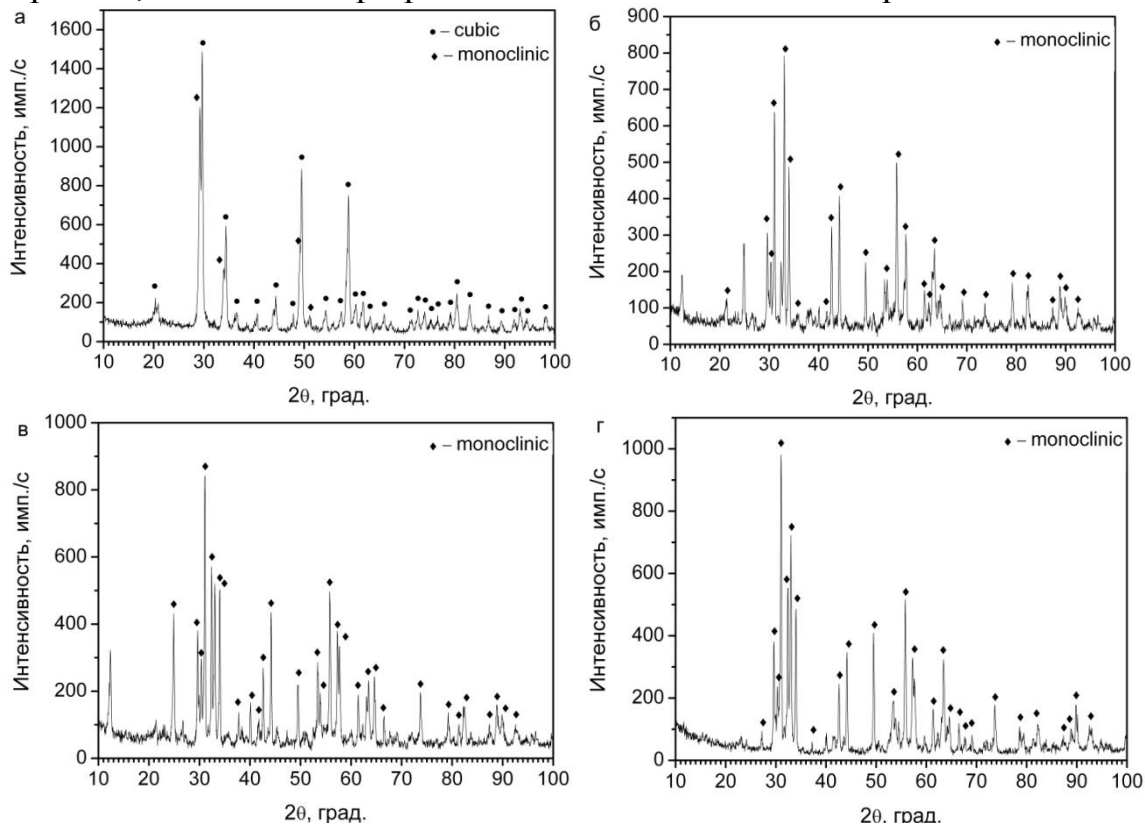 а
● – cubic
◆ – monoclinic
Интенсивность, имп./с
1600
1400
1200
1000
800
600
400
200
0
10 20 30 40 50 60 70 80 90 100
2θ, град.
б
◆ – monoclinic
Интенсивность, имп./с
900
800
700
600
500
400
300
200
100
0
10 20 30 40 50 60 70 80 90 100
2θ, град.
в
◆ – monoclinic
Интенсивность, имп./с
1000
800
600
400
200
0
10 20 30 40 50 60 70 80 90 100
2θ, град.
г
◆ – monoclinic
Интенсивность, имп./с
1000
800
600
400
200
0
10 20 30 40 50 60 70 80 90 100
2θ, град.